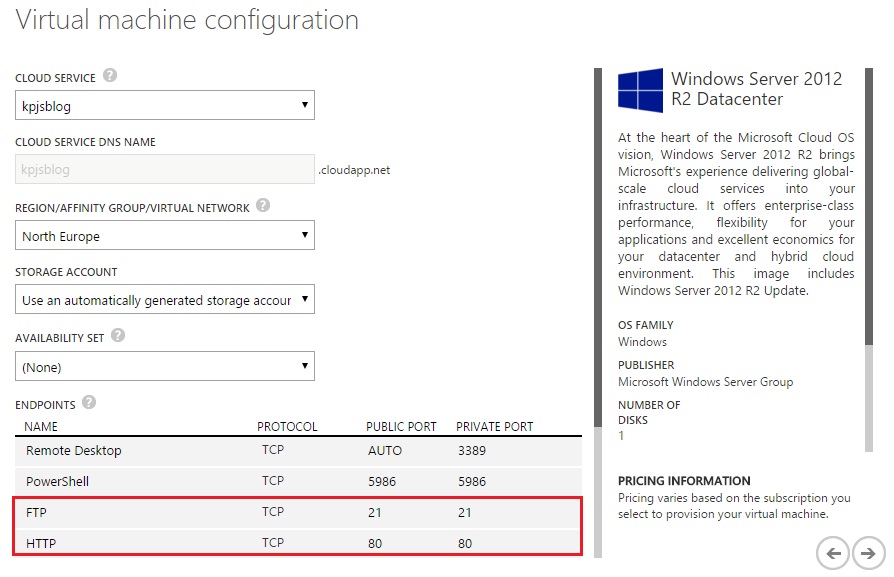 Virtual machine configuration
CLOUD SERVICE ?
kpjsblog
CLOUD SERVICE DNS NAME
kpjsblog .cloudapp.net
REGION/AFFINITY GROUP/VIRTUAL NETWORK ?
North Europe
STORAGE ACCOUNT
Use an automatically generated storage accour
AVAILABILITY SET ?
(None)
ENDPOINTS ?
NAME PROTOCOL PUBLIC PORT PRIVATE PORT
Remote Desktop TCP AUTO 3389
PowerShell TCP 5986 5986
FTP TCP 21 21
HTTP TCP 80 80
Windows Server 2012
R2 Datacenter
At the heart of the Microsoft Cloud OS
vision, Windows Server 2012 R2 brings
Microsoft's experience delivering global-
scale cloud services into your
infrastructure. It offers enterprise-class
performance, flexibility for your
applications and excellent economics for
your datacenter and hybrid cloud
environment. This image includes
Windows Server 2012 R2 Update.
OS FAMILY
Windows
PUBLISHER
Microsoft Windows Server Group
NUMBER OF
DISKS
1
PRICING INFORMATION
Pricing varies based on the subscription you
select to provision your virtual machine.